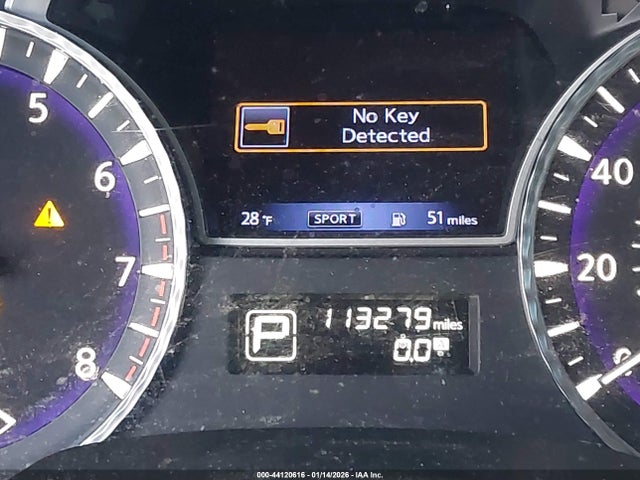 No Key
Detected
28°F SPORT 51 miles
5
6
7
8
40
20
0
P 113279 miles
0.0 A
000-44120616 - 01/14/2026 - IAA Inc.